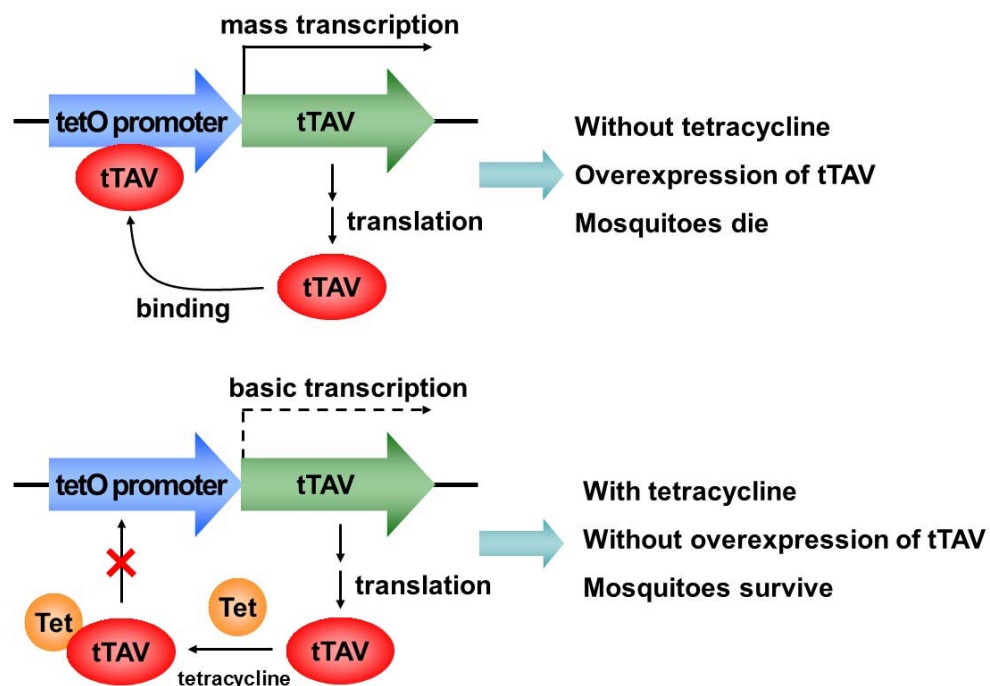 mass transcription
tetO promoter
tTAV
tTAV
translation
tTAV
binding
Without tetracycline
Overexpression of tTAV
Mosquitoes die
basic transcription
tetO promoter
tTAV
translation
Tet
Tet
tTAV
tTAV
tetracycline
With tetracycline
Without overexpression of tTAV
Mosquitoes survive